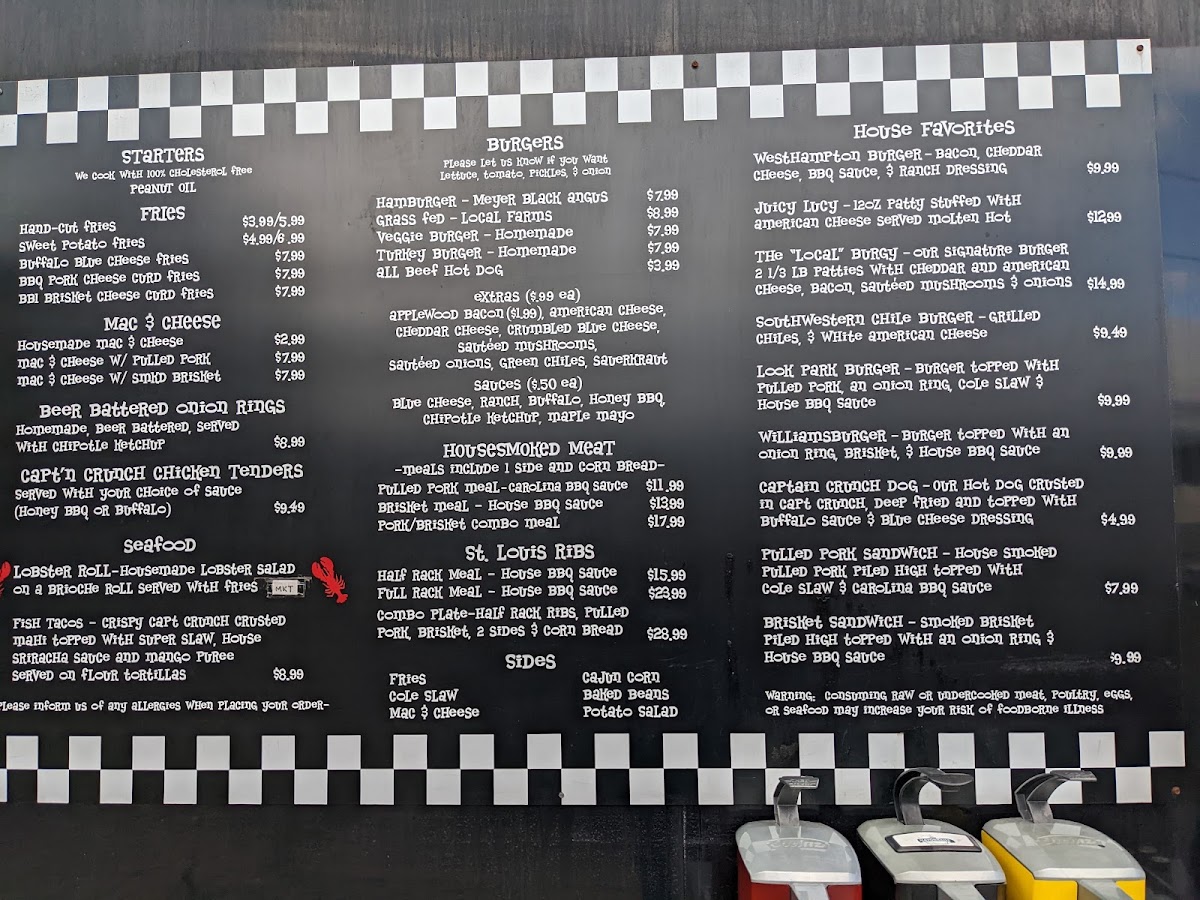 Starters
We cook with 100% cholesterol free
peanut oil
Fries
Hand-cut fries $3.99/5.99
Sweet potato fries $4.99/6.99
Buffalo blue cheese fries $7.99
BBQ pork cheese curd fries $7.99
BB1 brisket cheese curd fries $7.99
Mac & Cheese
Housemade mac & cheese $2.99
mac & cheese w/ pulled pork $7.99
mac & cheese w/ smkd brisket $7.99
Beer Battered Onion Rings
Homemade, beer battered, served
with chipotle ketchup $8.99
Capt'n Crunch Chicken Tenders
Served with your choice of sauce
(Honey BBQ or Buffalo) $9.49
Seafood
Lobster Roll-Housemade lobster salad
on a brioche roll served with fries MKT
Fish Tacos - Crispy Capt Crunch crusted
mahi topped with super slaw, house
sriracha sauce and mango puree
served on flour tortillas $8.99
Please inform us of any allergies when placing your order-
Burgers
Please let us know if you want
lettuce, tomato, pickles, & onion
Hamburger - Meyer Black Angus $7.99
Grass fed - Local Farms $8.99
Veggie Burger - Homemade $7.99
Turkey Burger - Homemade $7.99
All Beef Hot Dog $3.99
Extras ($.99 ea)
Applewood bacon ($1.99), American cheese,
cheddar cheese, crumbled blue cheese,
sautéed mushrooms,
sautéed onions, green chiles, sauerkraut
Sauces ($.50 ea)
Blue cheese, ranch, buffalo, honey BBQ,
chipotle ketchup, maple mayo
Housesmoked Meat
-meals include 1 side and corn bread-
Pulled Pork meal-Carolina BBQ sauce $11.99
Brisket meal - House BBQ sauce $13.99
Pork/Brisket combo meal $17.99
St. Louis Ribs
Half Rack Meal - House BBQ sauce $15.99
Full Rack Meal - House BBQ sauce $23.99
Combo Plate-Half rack ribs, pulled
pork, brisket, 2 sides & corn bread $23.99
Sides
Fries Cajun Corn
Cole Slaw Baked Beans
Mac & Cheese Potato Salad
House Favorites
Westhampton Burger - Bacon, cheddar
cheese, BBQ sauce, & ranch dressing $9.99
Juicy Lucy - 12oz patty stuffed with
American cheese served molten hot $12.99
The "Local" Burgy - Our signature burger
2 1/3 lb patties with cheddar and American
cheese, bacon, sautéed mushrooms & onions $14.99
Southwestern Chile Burger - Grilled
chiles, & white American cheese $9.49
Look Park Burger - Burger topped with
pulled pork, an onion ring, cole slaw &
house BBQ sauce $9.99
Williamsburger - Burger topped with an
onion ring, brisket, & house BBQ sauce $9.99
Captain Crunch Dog - Our hot dog crusted
in Capt Crunch, deep fried and topped with
buffalo sauce & blue cheese dressing $4.99
Pulled Pork Sandwich - House smoked
pulled pork piled high topped with
cole slaw & Carolina BBQ sauce $7.99
Brisket Sandwich - Smoked brisket
piled high topped with an onion ring &
house BBQ sauce $9.99
Warning: Consuming raw or undercooked meat, poultry, eggs,
or seafood may increase your risk of foodborne illness